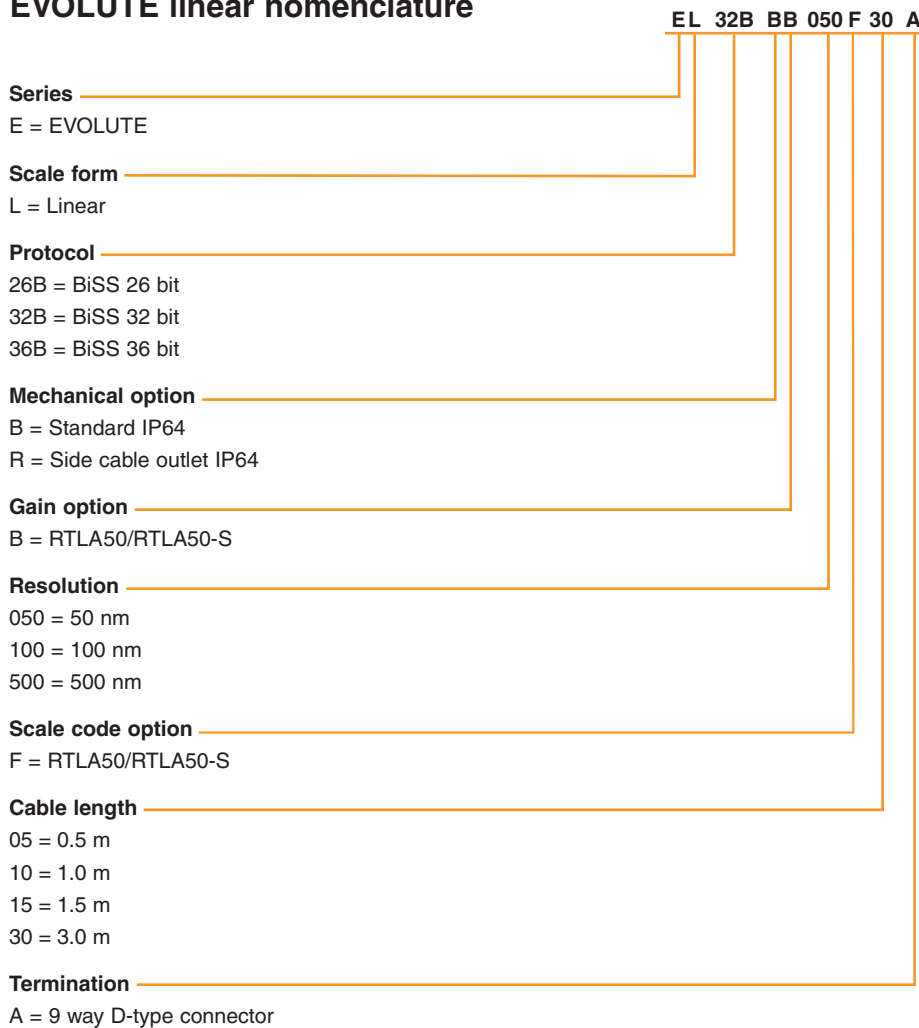 EVOLUTE linear nomenclature
EL 32B BB 050 F 30 A
Series
E = EVOLUTE
Scale form
L = Linear
Protocol
26B = BiSS 26 bit
32B = BiSS 32 bit
36B = BiSS 36 bit
Mechanical option
B = Standard IP64
R = Side cable outlet IP64
Gain option
B = RTLA50/RTLA50-S
Resolution
050 = 50 nm
100 = 100 nm
500 = 500 nm
Scale code option
F = RTLA50/RTLA50-S
Cable length
05 = 0.5 m
10 = 1.0 m
15 = 1.5 m
30 = 3.0 m
Termination
A = 9 way D-type connector